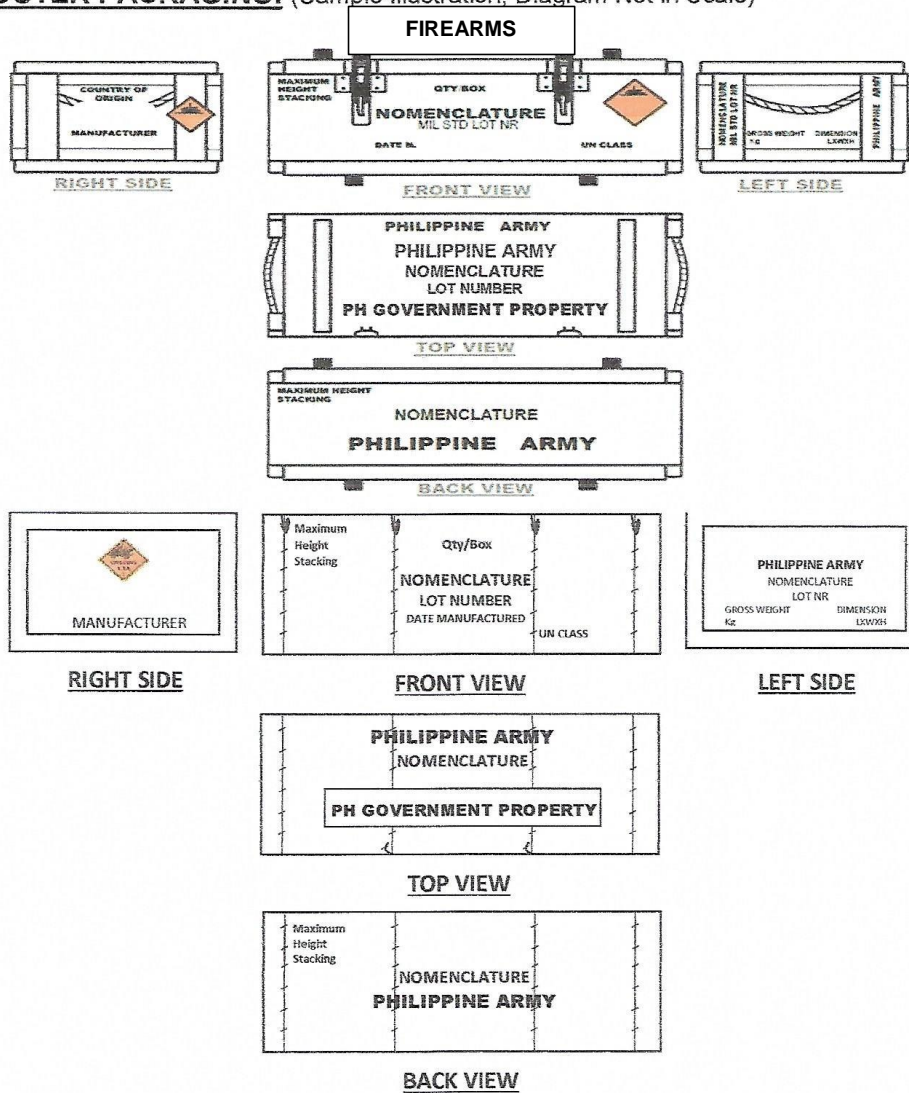 OUTER PACKAGING: (Sample Illustration, Diagram Not in Scale)
FIREARMS
COUNTRY OF
ORIGIN
MANUFACTURER
RIGHT SIDE
MAXIMUM
HEIGHT
STACKING
QTY/BOX
NOMENCLATURE
MIL STD LOT NR
DATE M.
UN CLASS
FRONT VIEW
NOMENCLATURE
MIL STD LOT NR
GROSS WEIGHT DIMENSION
Kg LXWXH
PHILIPPINE ARMY
LEFT SIDE
PHILIPPINE ARMY
PHILIPPINE ARMY
NOMENCLATURE
LOT NUMBER
PH GOVERNMENT PROPERTY
TOP VIEW
MAXIMUM HEIGHT
STACKING
NOMENCLATURE
PHILIPPINE ARMY
BACK VIEW
MANUFACTURER
RIGHT SIDE
Maximum
Height
Stacking
Qty/Box
NOMENCLATURE
LOT NUMBER
DATE MANUFACTURED
UN CLASS
FRONT VIEW
PHILIPPINE ARMY
NOMENCLATURE
LOT NR
GROSS WEIGHT DIMENSION
Kg LXWXH
LEFT SIDE
PHILIPPINE ARMY
NOMENCLATURE
PH GOVERNMENT PROPERTY
TOP VIEW
Maximum
Height
Stacking
NOMENCLATURE
PHILIPPINE ARMY
BACK VIEW